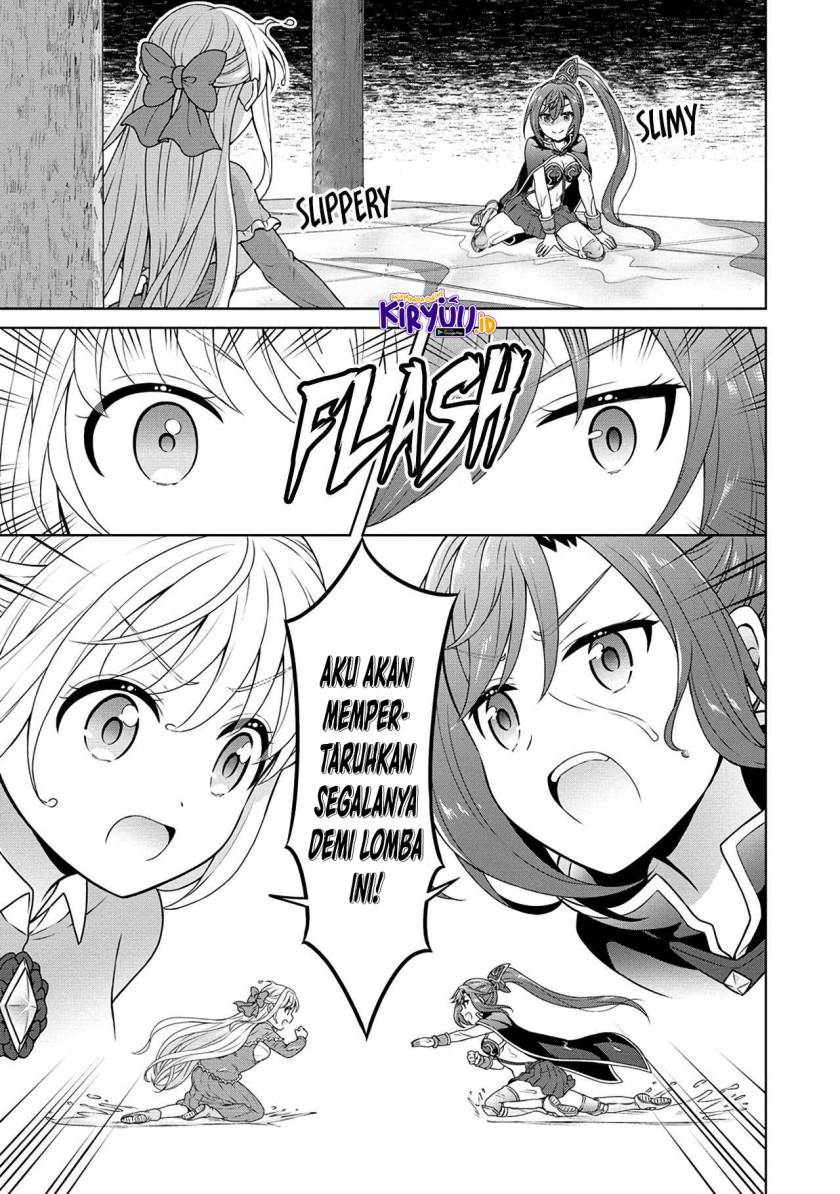 SLIMY
SLIPPERY
KIRYUU.ID
FLASH
AKU AKAN
MEMPER-
TARUHKAN
SEGALANYA
DEMI LOMBA
INI!